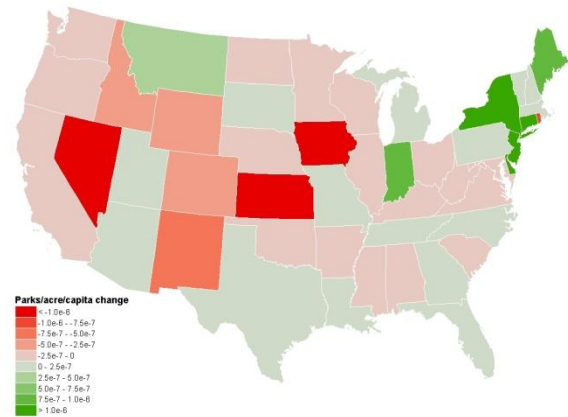 Parks/acre/capita change
< -1.0e-6
-1.0e-6 - -7.5e-7
-7.5e-7 - -5.0e-7
-5.0e-7 - -2.5e-7
-2.5e-7 - 0
0 - 2.5e-7
2.5e-7 - 5.0e-7
5.0e-7 - 7.5e-7
7.5e-7 - 1.0e-6
> 1.0e-6